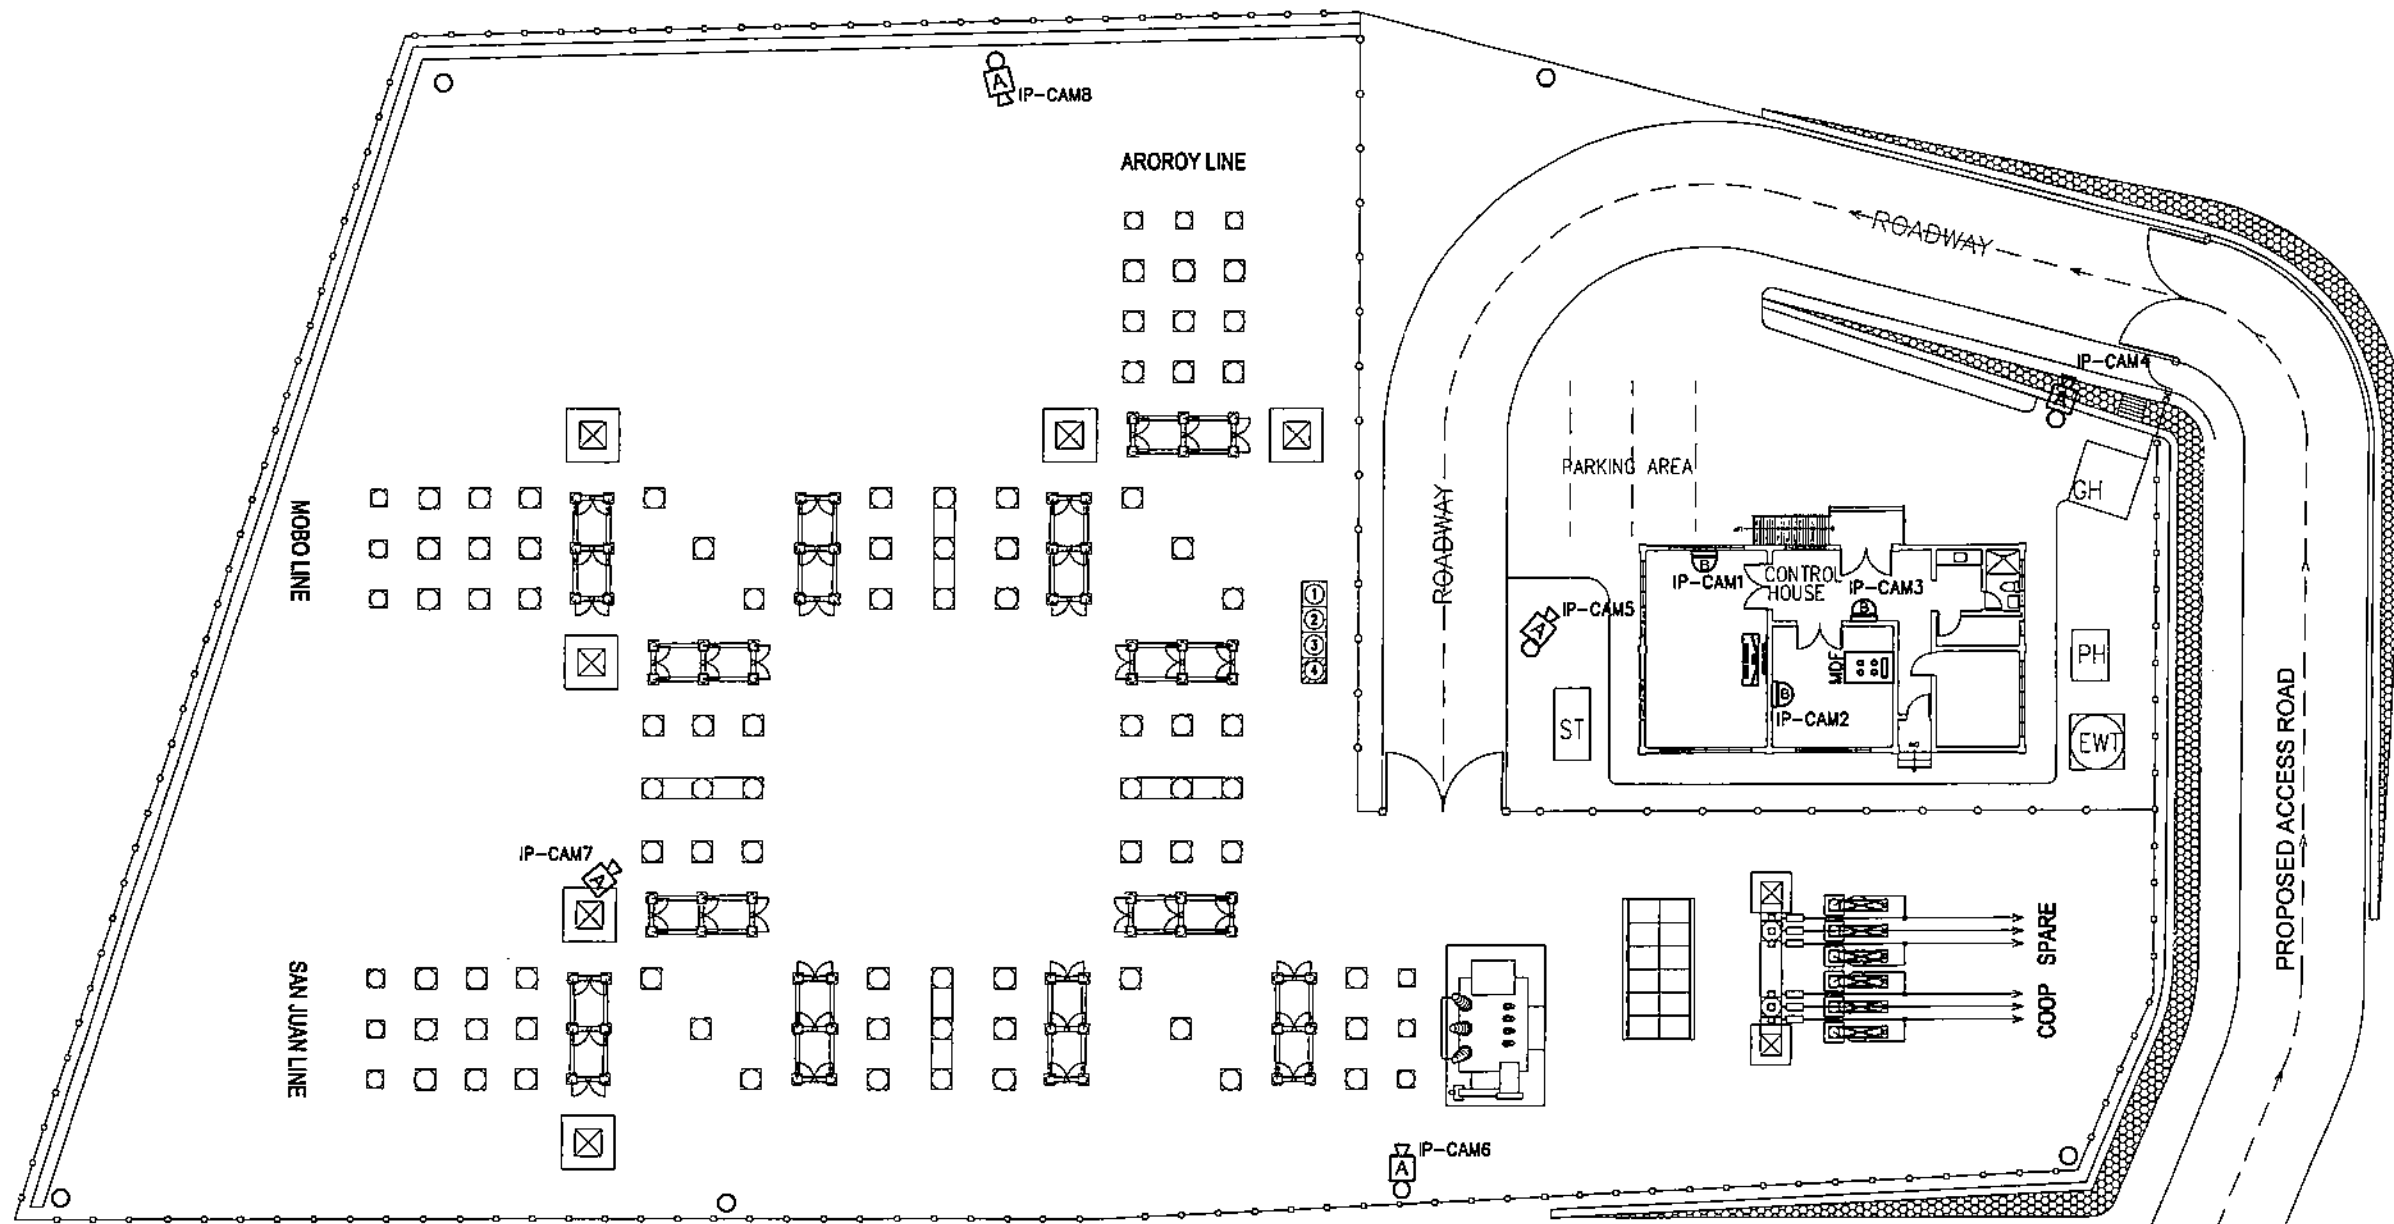 A
IP-CAM8
AROROY LINE
ROADWAY
IP-CAM4
A
PARKING AREA
GH
MOBO LINE
ROADWAY
B
IP-CAM1
CONTROL
HOUSE
IP-CAM3
B
1
2
3
4
A
IP-CAM5
MDF
B
IP-CAM2
PH
ST
EWT
PROPOSED ACCESS ROAD
IP-CAM7
A
SPARE
COOP
SAN JUAN LINE
A
IP-CAM6